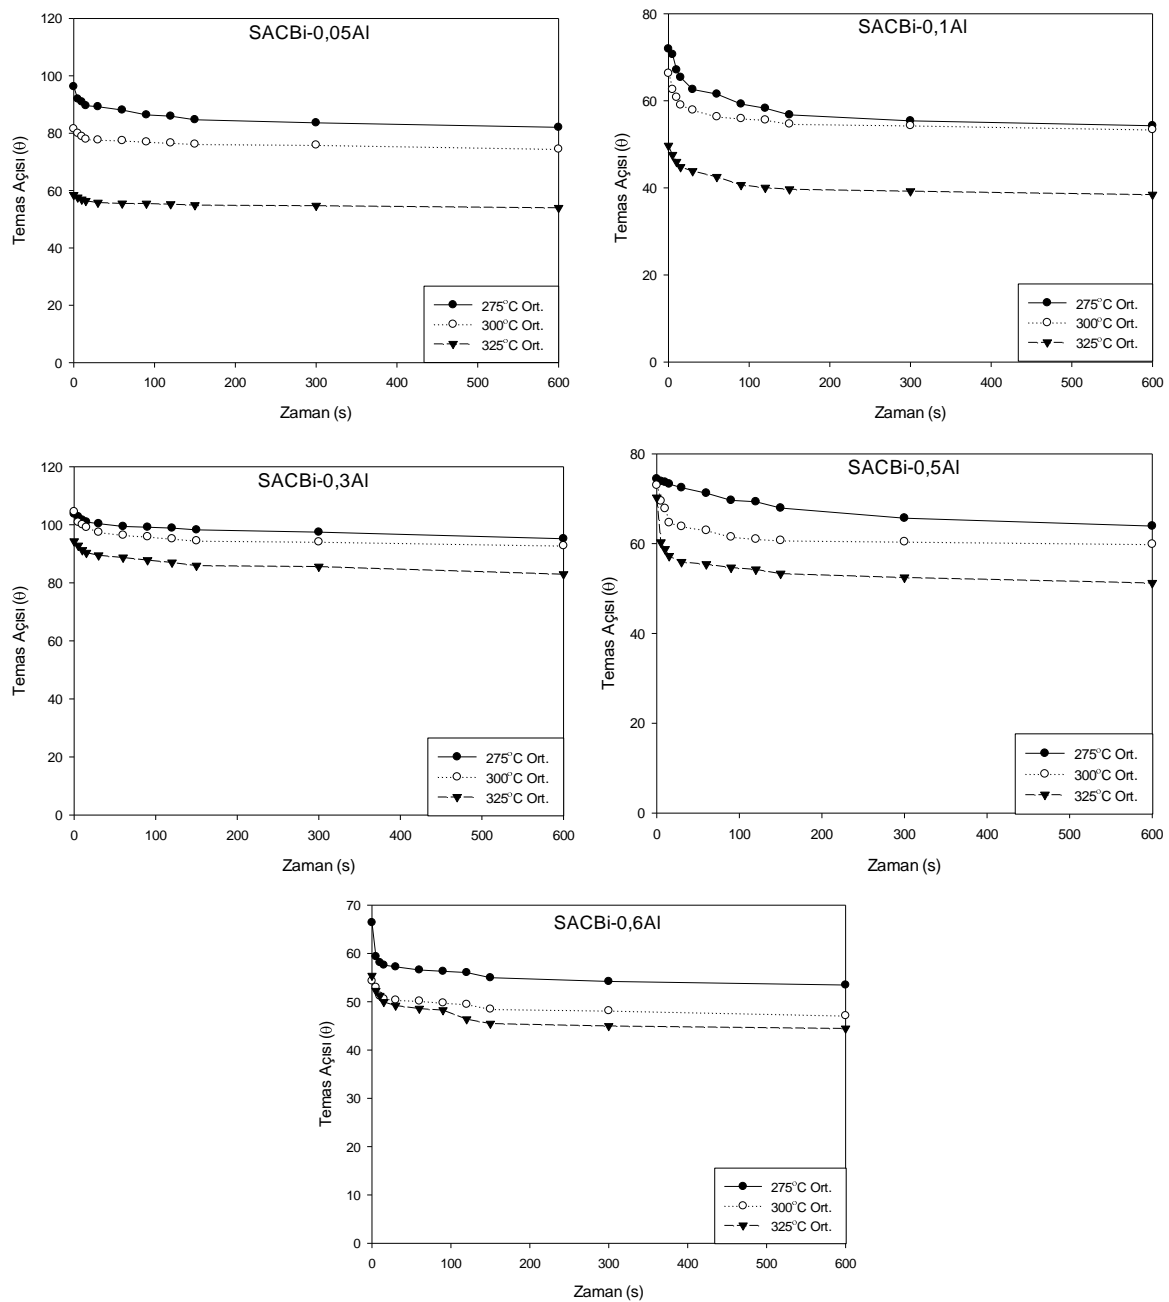 SACBi-0,05Al
120
100
80
60
40
20
0
Temas Açısı (θ)
275°C Ort.
300°C Ort.
325°C Ort.
0 100 200 300 400 500 600
Zaman (s)
SACBi-0,1Al
80
60
40
20
0
Temas Açısı (θ)
275°C Ort.
300°C Ort.
325°C Ort.
0 100 200 300 400 500 600
Zaman (s)
SACBi-0,3Al
120
100
80
60
40
20
0
Temas Açısı (θ)
275°C Ort.
300°C Ort.
325°C Ort.
0 100 200 300 400 500 600
Zaman (s)
SACBi-0,5Al
80
60
40
20
0
Temas Açısı (θ)
275°C Ort.
300°C Ort.
325°C Ort.
0 100 200 300 400 500 600
Zaman (s)
SACBi-0,6Al
70
60
50
40
30
20
10
0
Temas Açısı (θ)
275°C Ort.
300°C Ort.
325°C Ort.
0 100 200 300 400 500 600
Zaman (s)